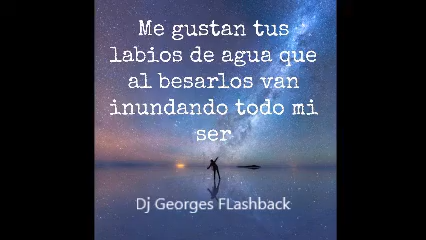 Me gustan tus
labios de agua que
al besarlos van
inundando todo mi
ser
Dj Georges FLashback